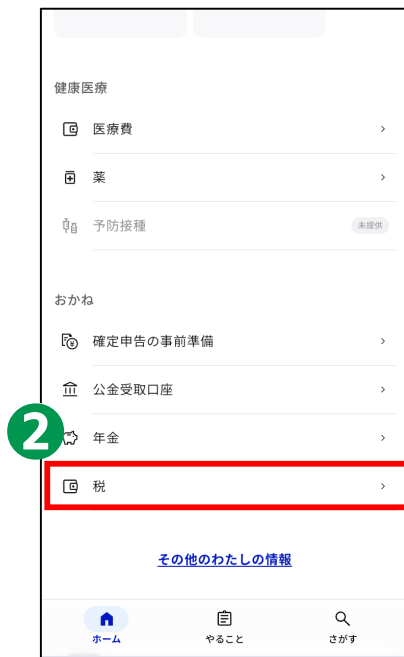 健康医療
医療費
薬
予防接種 未提供
おかね
確定申告の事前準備
公金受取口座
2
年金
税
その他のわたしの情報
ホーム やること さがす